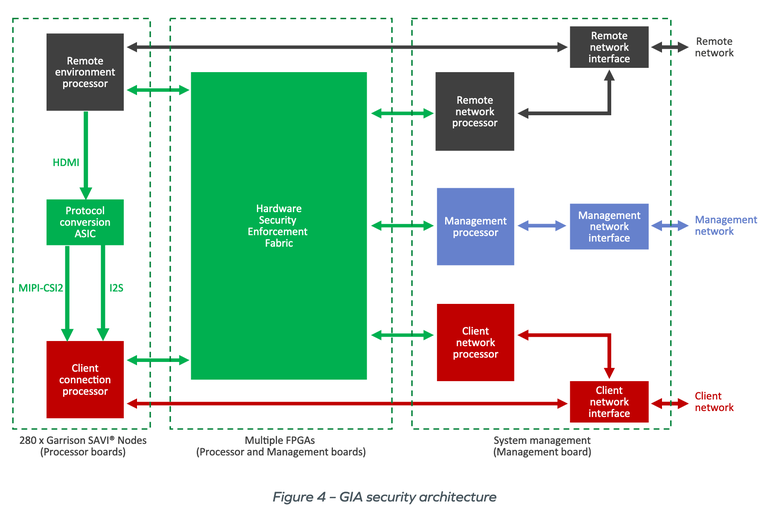 Remote
environment
processor
HDMI
Protocol
conversion
ASIC
MIPI-CSI2
I2S
Client
connection
processor
280 x Garrison SAVI® Nodes
(Processor boards)
Hardware
Security
Enforcement
Fabric
Multiple FPGAs
(Processor and Management boards)
Remote
network
interface
Remote
network
Remote
network
processor
Management
processor
Management
network
interface
Management
network
Client
network
processor
Client
network
interface
Client
network
System management
(Management board)
Figure 4 – GIA security architecture